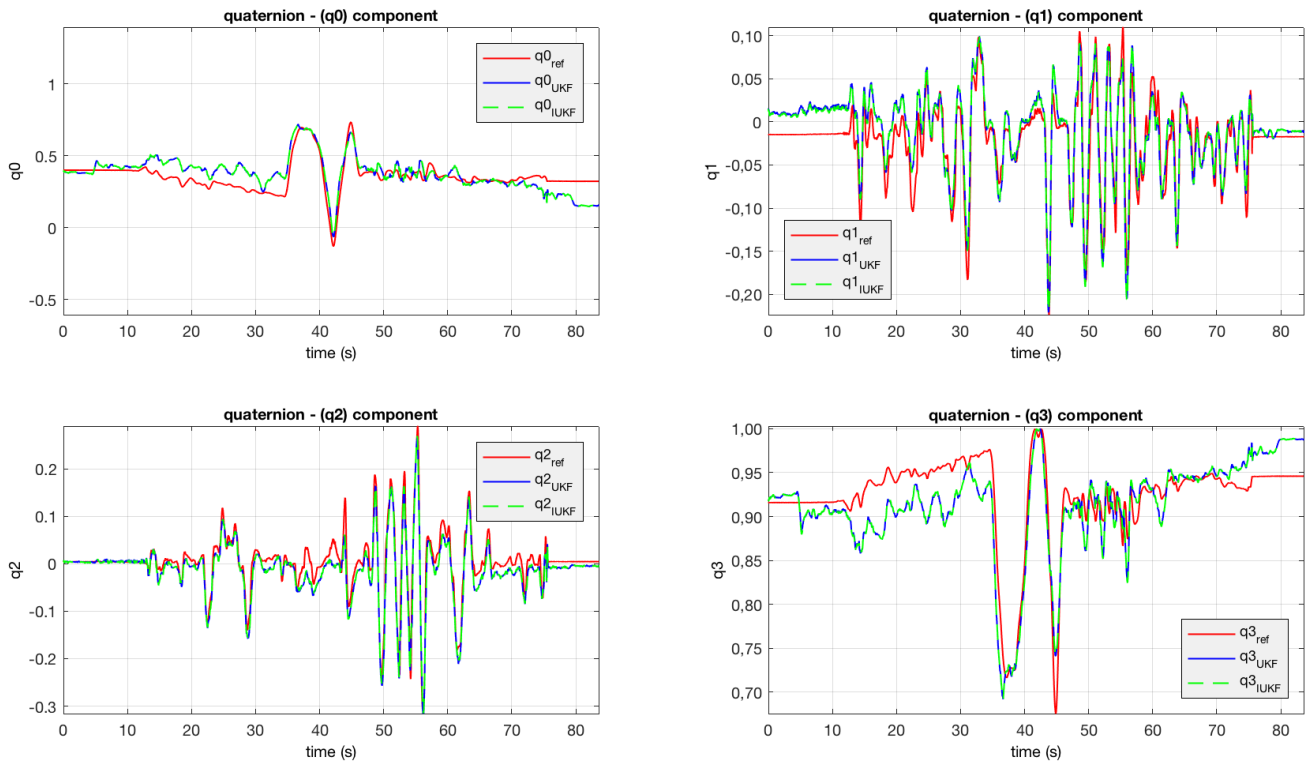 quaternion - (q0) component
1
0.5
0
-0.5
q0
0 10 20 30 40 50 60 70 80
time (s)
q0ref
q0UKF
q0IUKF
quaternion - (q1) component
0,10
0,05
0
-0,05
-0,10
-0,15
-0,20
q1
0 10 20 30 40 50 60 70 80
time (s)
q1ref
q1UKF
q1IUKF
quaternion - (q2) component
0.2
0.1
0
-0.1
-0.2
-0.3
q2
0 10 20 30 40 50 60 70 80
time (s)
q2ref
q2UKF
q2IUKF
quaternion - (q3) component
1,00
0,95
0,90
0,85
0,80
0,75
0,70
q3
0 10 20 30 40 50 60 70 80
time (s)
q3ref
q3UKF
q3IUKF